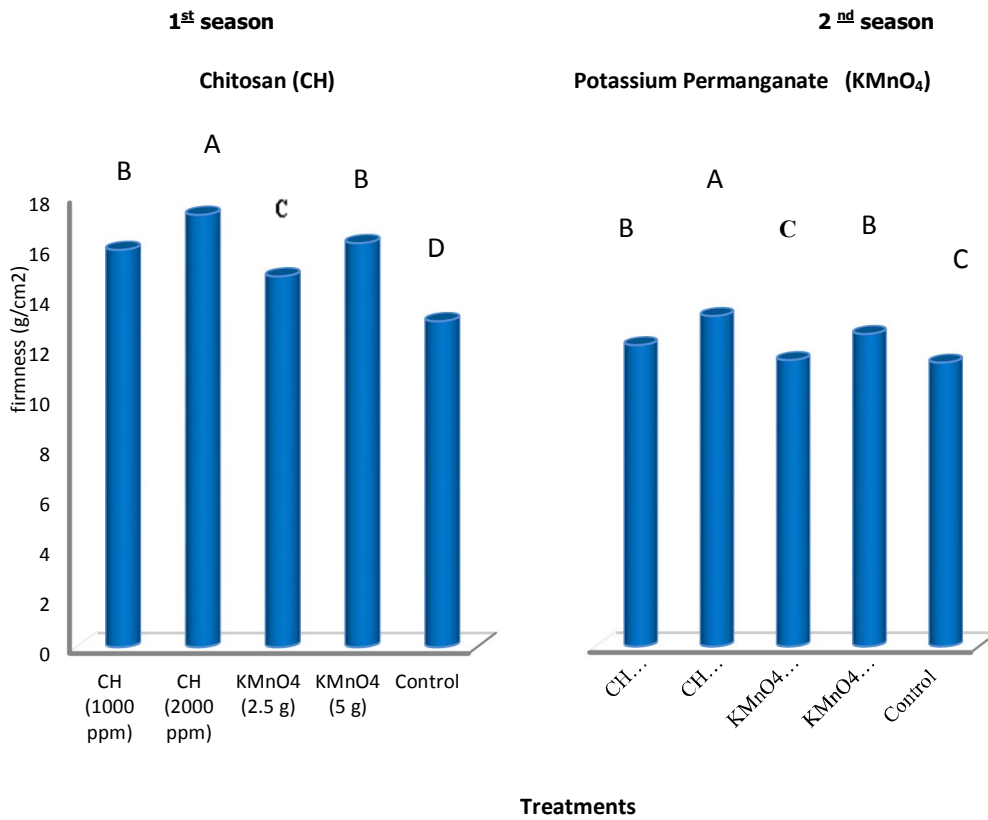 1st season
2 nd season
Chitosan (CH)
Potassium Permanganate (KMnO4)
B
A
C
B
D
B
A
C
B
C
firmness (g/cm2)
18
16
14
12
10
8
6
4
2
0
CH (1000 ppm)
CH (2000 ppm)
KMnO4 (2.5 g)
KMnO4 (5 g)
Control
CH…
CH…
KMnO4…
KMnO4…
Control
Treatments